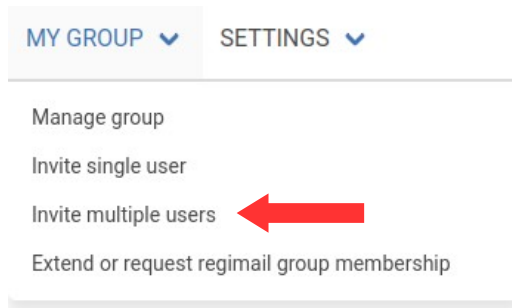 MY GROUP SETTINGS
Manage group
Invite single user
Invite multiple users
Extend or request regimail group membership